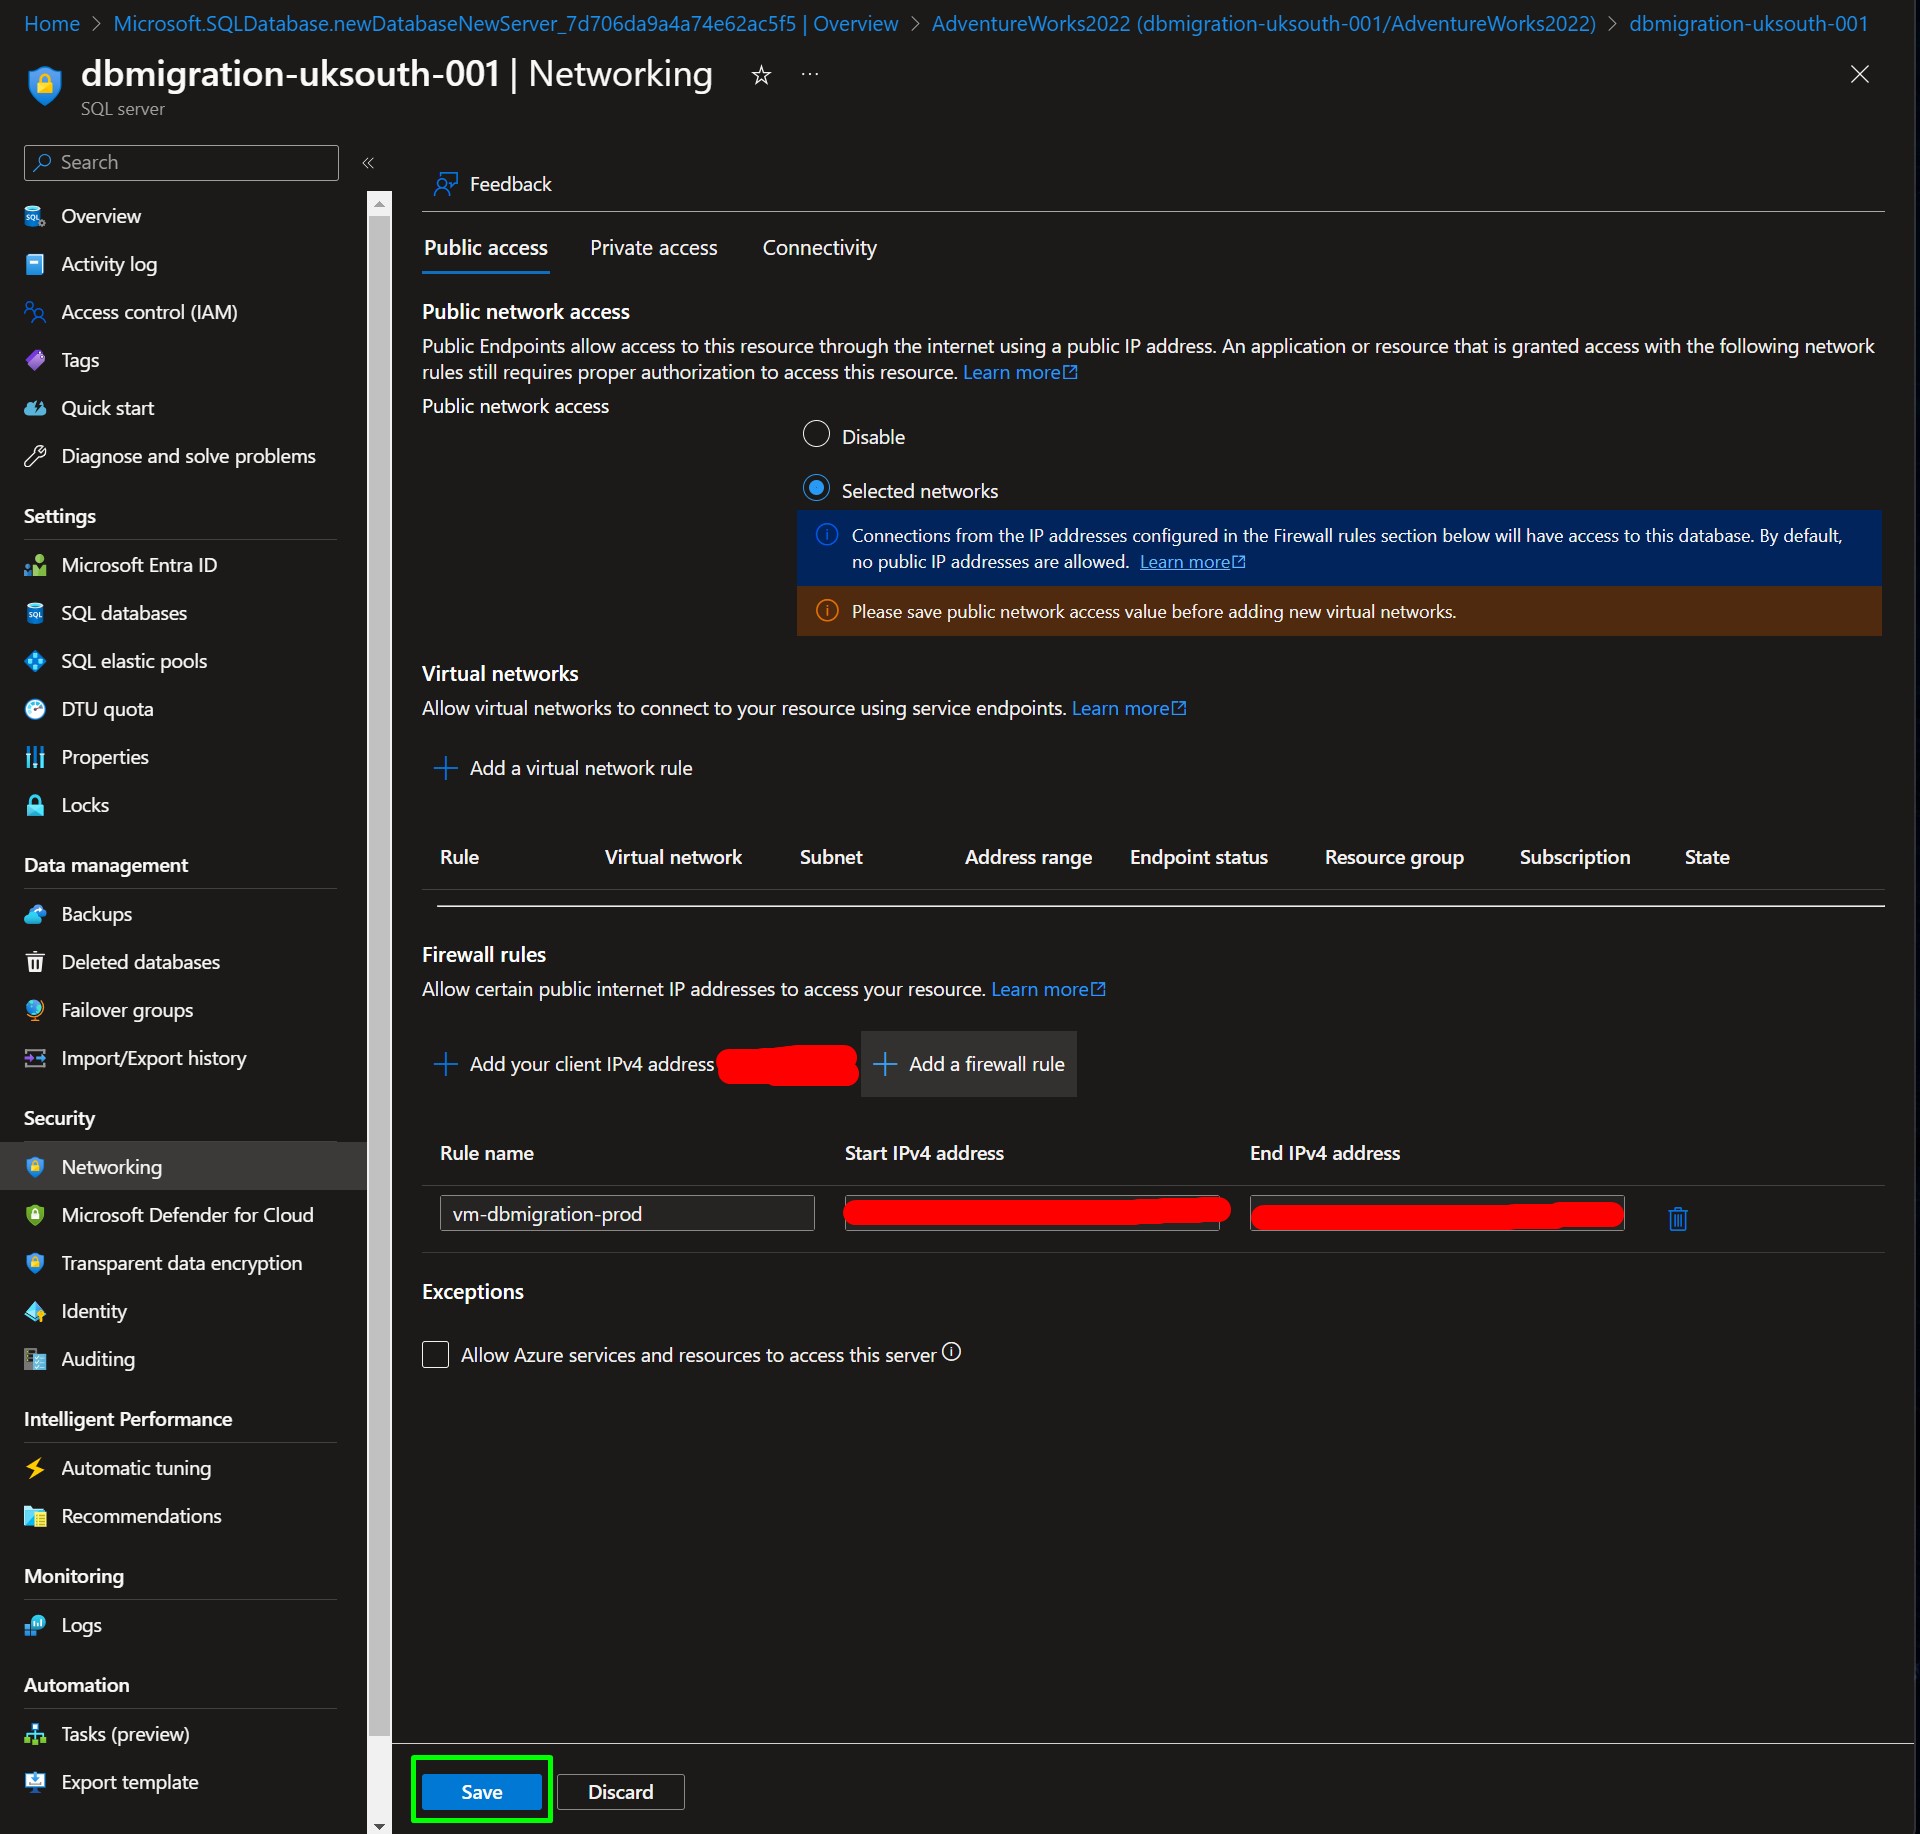 Home > Microsoft.SQLDatabase.newDatabaseNewServer_7d706da9a4a74e62ac5f5 | Overview > AdventureWorks2022 (dbmigration-uksouth-001/AdventureWorks2022) > dbmigration-uksouth-001
dbmigration-uksouth-001 | Networking
SQL server
Search
Overview
Activity log
Access control (IAM)
Tags
Quick start
Diagnose and solve problems
Settings
Microsoft Entra ID
SQL databases
SQL elastic pools
DTU quota
Properties
Locks
Data management
Backups
Deleted databases
Failover groups
Import/Export history
Security
Networking
Microsoft Defender for Cloud
Transparent data encryption
Identity
Auditing
Intelligent Performance
Automatic tuning
Recommendations
Monitoring
Logs
Automation
Tasks (preview)
Export template
Feedback
Public access Private access Connectivity
Public network access
Public Endpoints allow access to this resource through the internet using a public IP address. An application or resource that is granted access with the following network
rules still requires proper authorization to access this resource. Learn more
Public network access
Disable
Selected networks
Connections from the IP addresses configured in the Firewall rules section below will have access to this database. By default,
no public IP addresses are allowed. Learn more
Please save public network access value before adding new virtual networks.
Virtual networks
Allow virtual networks to connect to your resource using service endpoints. Learn more
Add a virtual network rule
Rule Virtual network Subnet Address range Endpoint status Resource group Subscription State
Firewall rules
Allow certain public internet IP addresses to access your resource. Learn more
Add your client IPv4 address Add a firewall rule
Rule name Start IPv4 address End IPv4 address
vm-dbmigration-prod
Exceptions
Allow Azure services and resources to access this server
Save Discard